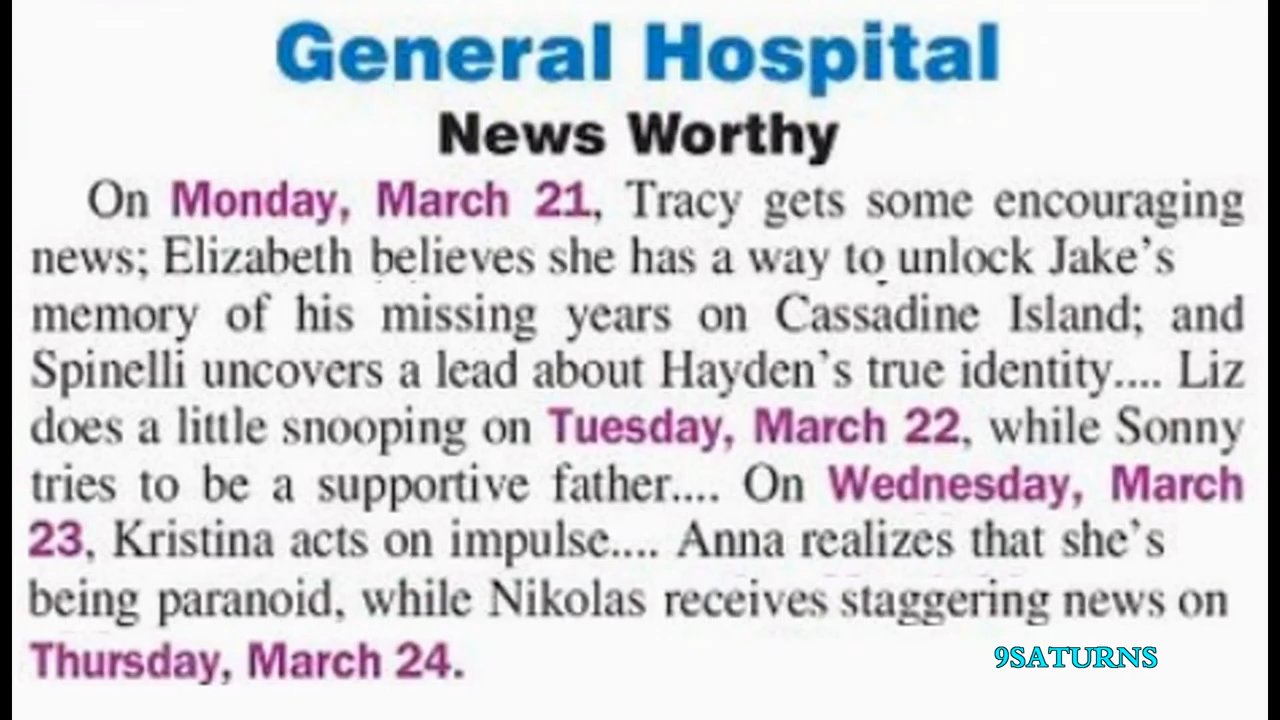 General Hospital
News Worthy
On Monday, March 21, Tracy gets some encouraging
news; Elizabeth believes she has a way to unlock Jake's
memory of his missing years on Cassadine Island; and
Spinelli uncovers a lead about Hayden's true identity.... Liz
does a little snooping on Tuesday, March 22, while Sonny
tries to be a supportive father.... On Wednesday, March
23, Kristina acts on impulse.... Anna realizes that she's
being paranoid, while Nikolas receives staggering news on
Thursday, March 24.
9SATURNS